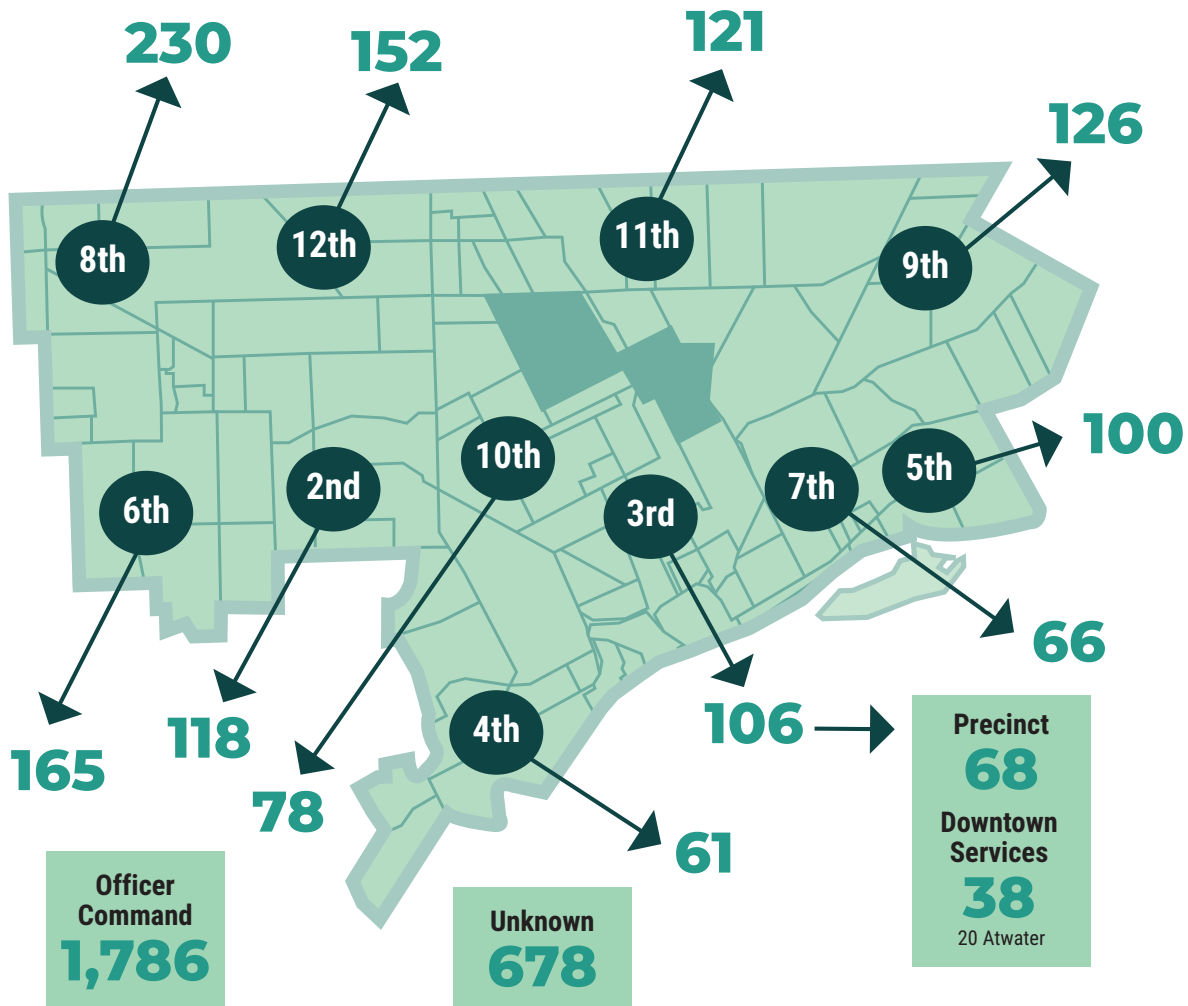 230
152
121
126
8th
12th
11th
9th
100
10th
5th
6th
2nd
3rd
7th
66
4th
106
118
165
78
61
Precinct
68
Downtown
Services
38
20 Atwater
Officer
Command
1,786
Unknown
678